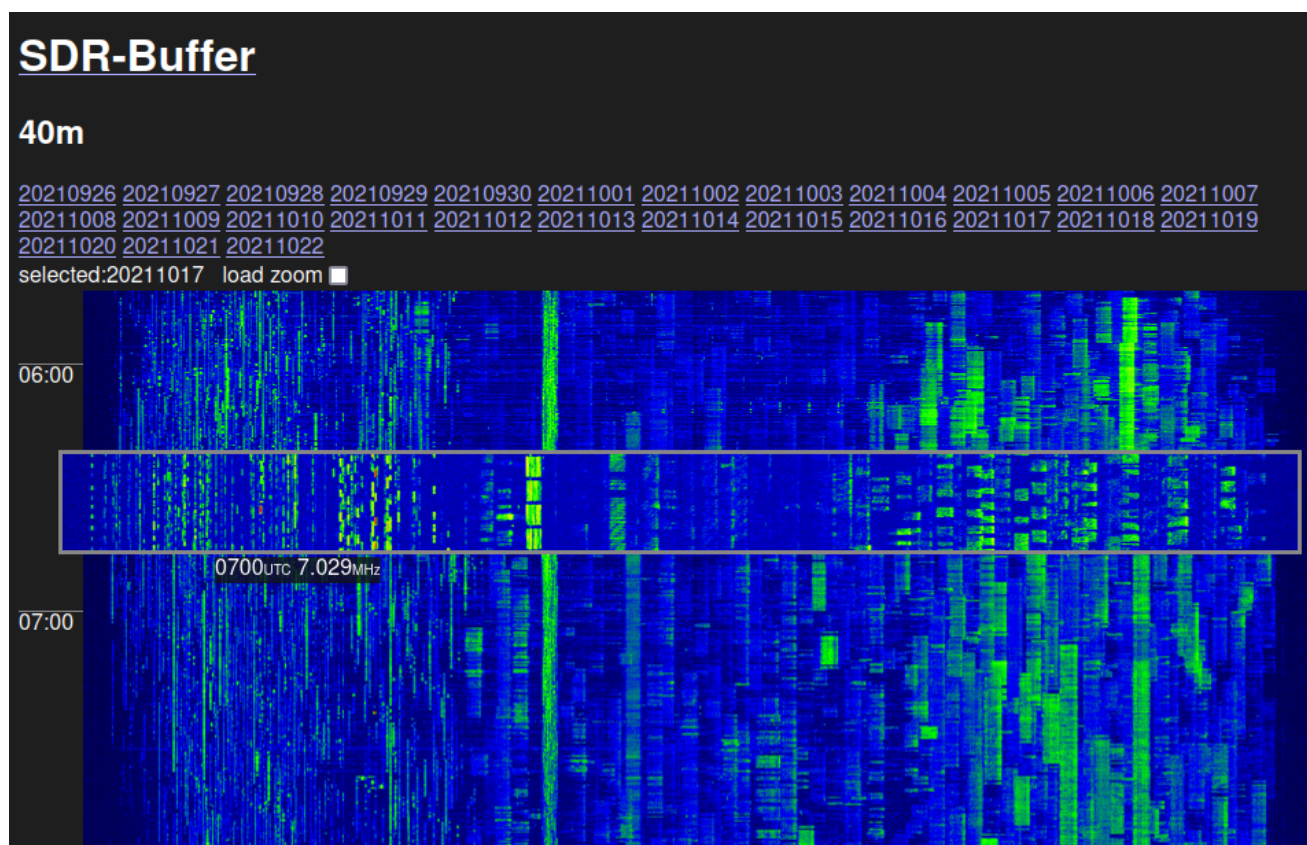 SDR-Buffer
40m
20210926 20210927 20210928 20210929 20210930 20211001 20211002 20211003 20211004 20211005 20211006 20211007
20211008 20211009 20211010 20211011 20211012 20211013 20211014 20211015 20211016 20211017 20211018 20211019
20211020 20211021 20211022
selected:20211017 load zoom
06:00
0700UTC 7.029MHz
07:00